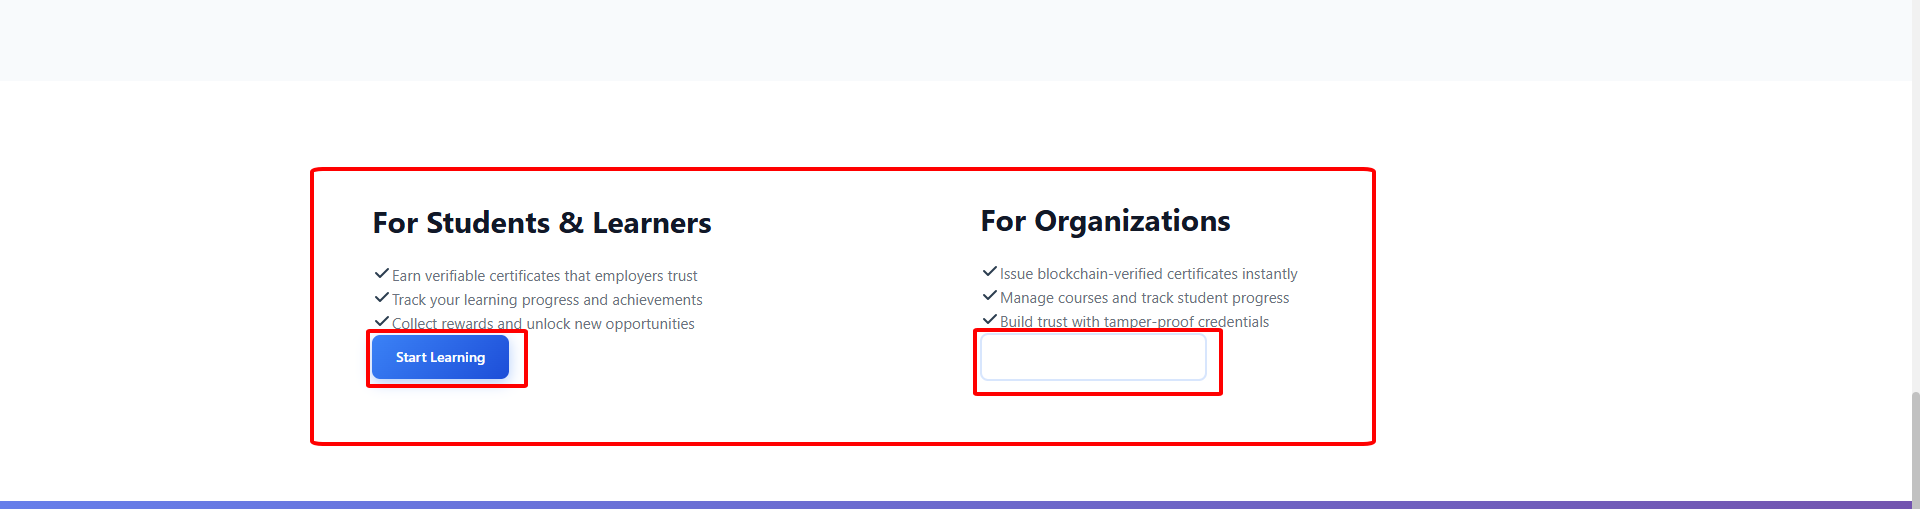 For Students & Learners
Earn verifiable certificates that employers trust
Track your learning progress and achievements
Collect rewards and unlock new opportunities
Start Learning
For Organizations
Issue blockchain-verified certificates instantly
Manage courses and track student progress
Build trust with tamper-proof credentials